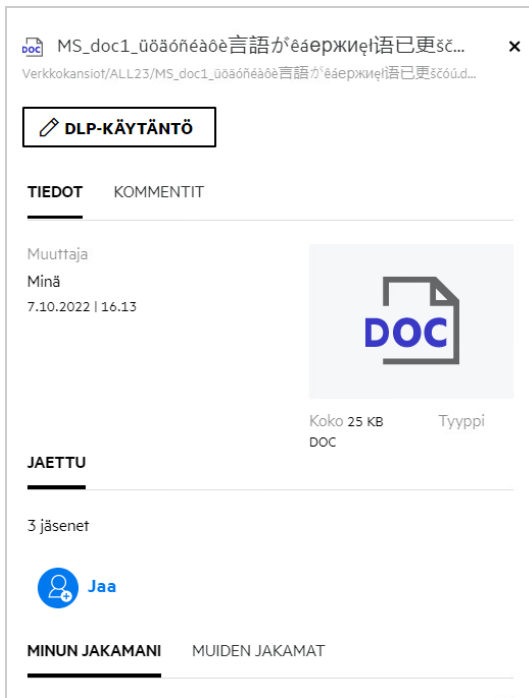 DOC MS_doc1_üöäóñéàôè言語がêáержиęł语已更šč...
Verkkokansiot/ALL23/MS_doc1_üöäóñéàôè言語がêáержиęł语已更ščóú.d...
DLP-KÄYTÄNTÖ
TIEDOT KOMMENTIT
Muuttaja
Minä
7.10.2022 | 16.13
DOC
Koko 25 KB Tyyppi
DOC
JAETTU
3 jäsenet
Jaa
MINUN JAKAMANI MUIDEN JAKAMAT